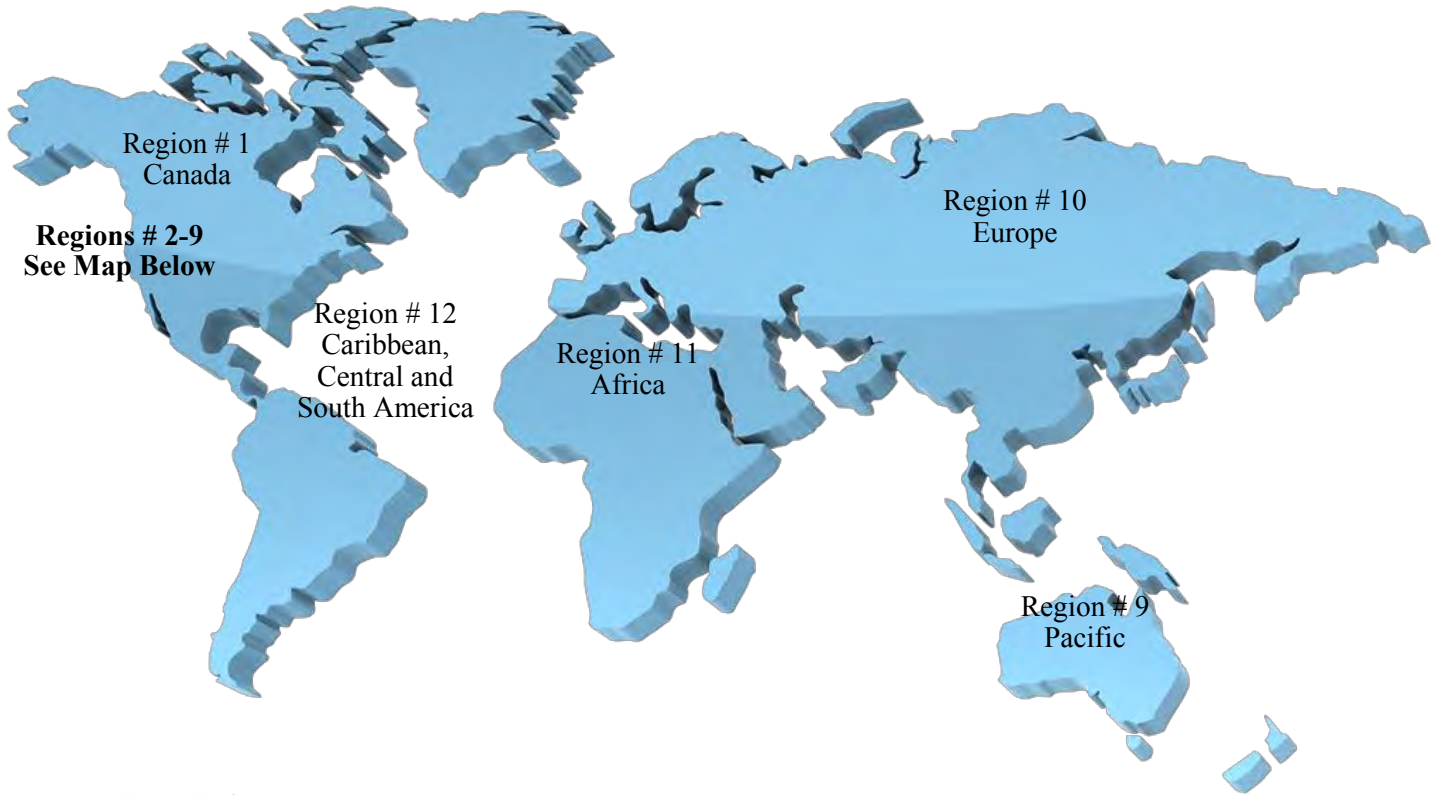 Region # 1
Canada
Regions # 2-9
See Map Below
Region # 10
Europe
Region # 12
Caribbean,
Central and
South America
Region # 11
Africa
Region # 9
Pacific